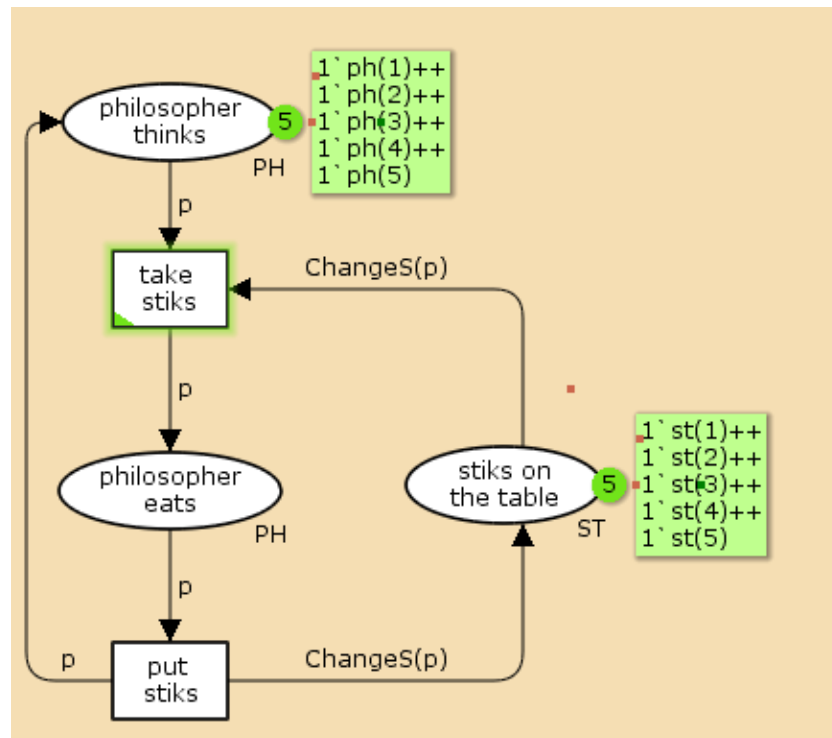 philosopher
thinks
5
1`ph(1)++
1`ph(2)++
1`ph(3)++
1`ph(4)++
1`ph(5)
PH
p
take
stiks
ChangeS(p)
p
philosopher
eats
PH
stiks on
the table
5
ST
1`st(1)++
1`st(2)++
1`st(3)++
1`st(4)++
1`st(5)
p
p
put
stiks
ChangeS(p)